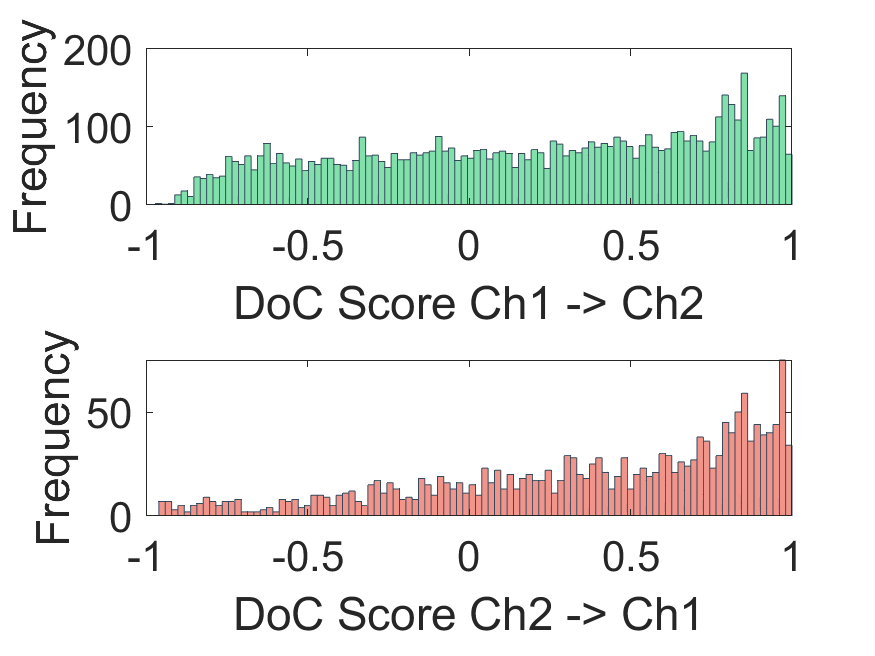 Frequency
200
100
0
-1 -0.5 0 0.5 1
DoC Score Ch1 -> Ch2
Frequency
50
0
-1 -0.5 0 0.5 1
DoC Score Ch2 -> Ch1